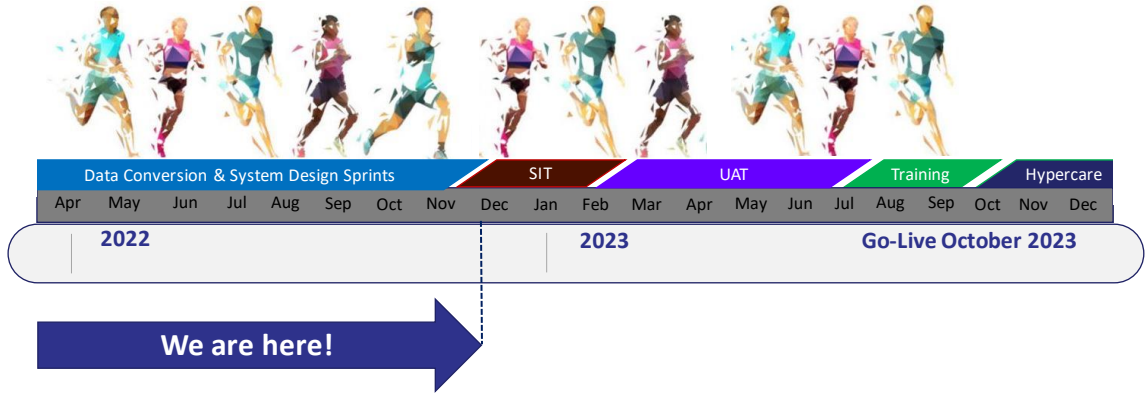 Data Conversion & System Design Sprints SIT UAT Training Hypercare
Apr May Jun Jul Aug Sep Oct Nov Dec Jan Feb Mar Apr May Jun Jul Aug Sep Oct Nov Dec
2022 2023 Go-Live October 2023
We are here!